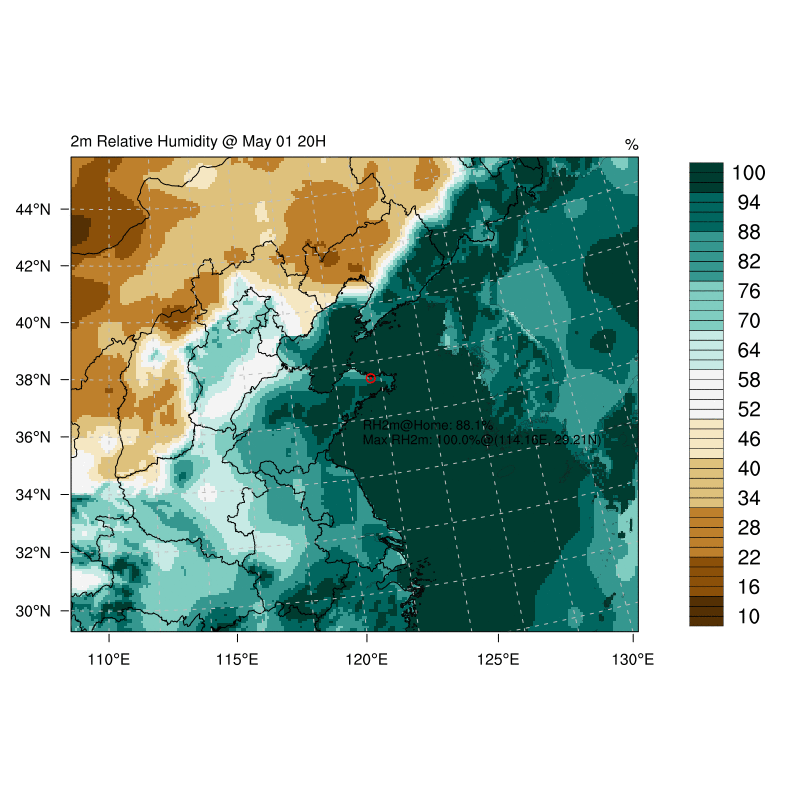 2m Relative Humidity @ May 01 20H
%
100
94
88
82
76
70
64
58
52
46
40
34
28
22
16
10
44°N
42°N
40°N
38°N
36°N
34°N
32°N
30°N
RH2m@Home: 88.1%
Max RH2m: 100.0%@(114.16E, 29.21N)
110°E
115°E
120°E
125°E
130°E